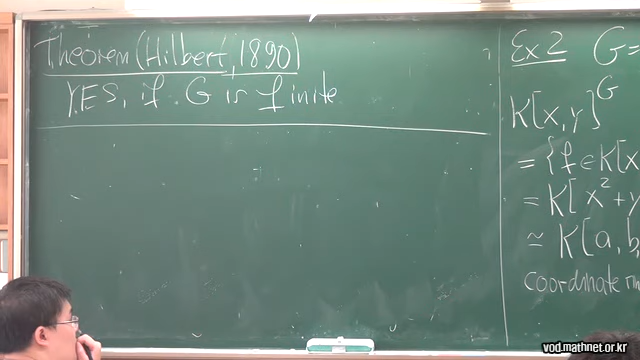 Theorem (Hilbert, 1890)
YES, if G is finite
Ex 2 G =
K[x, y]^G
= {f ∈ K[x
= K[x² + y
≃ K[a, b,
coordinate
vod.mathnet.or.kr